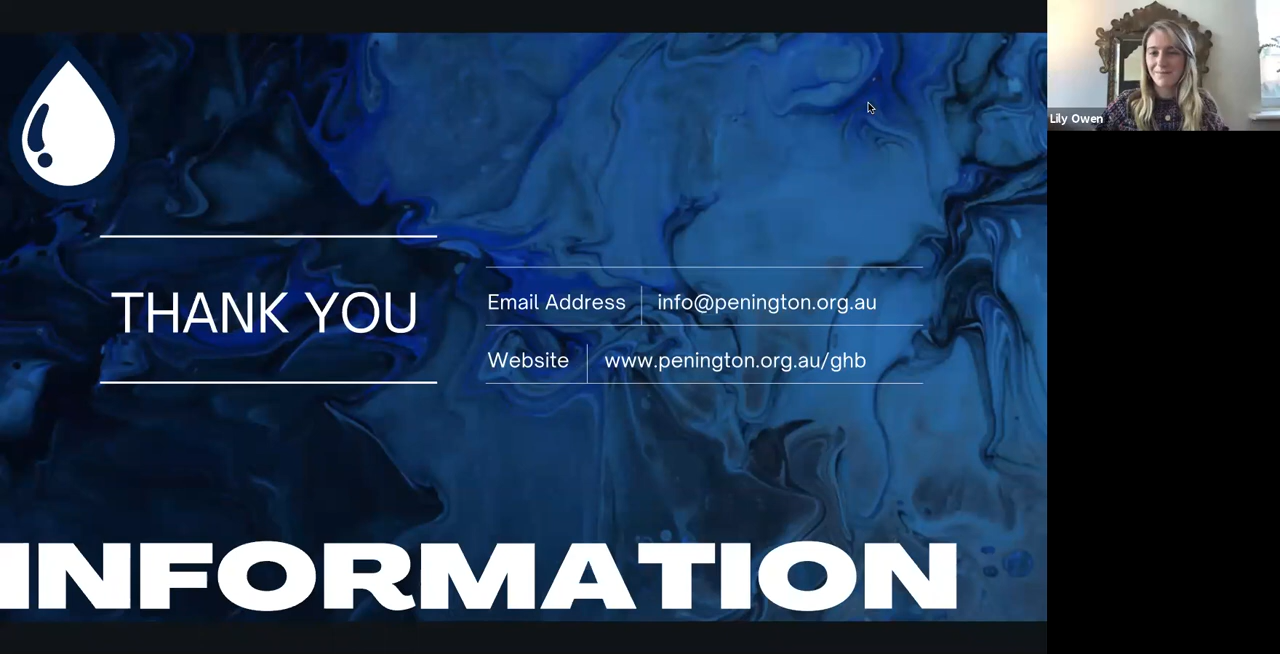 THANK YOU
Email Address info@penington.org.au
Website www.penington.org.au/ghb
INFORMATION
Lily Owen